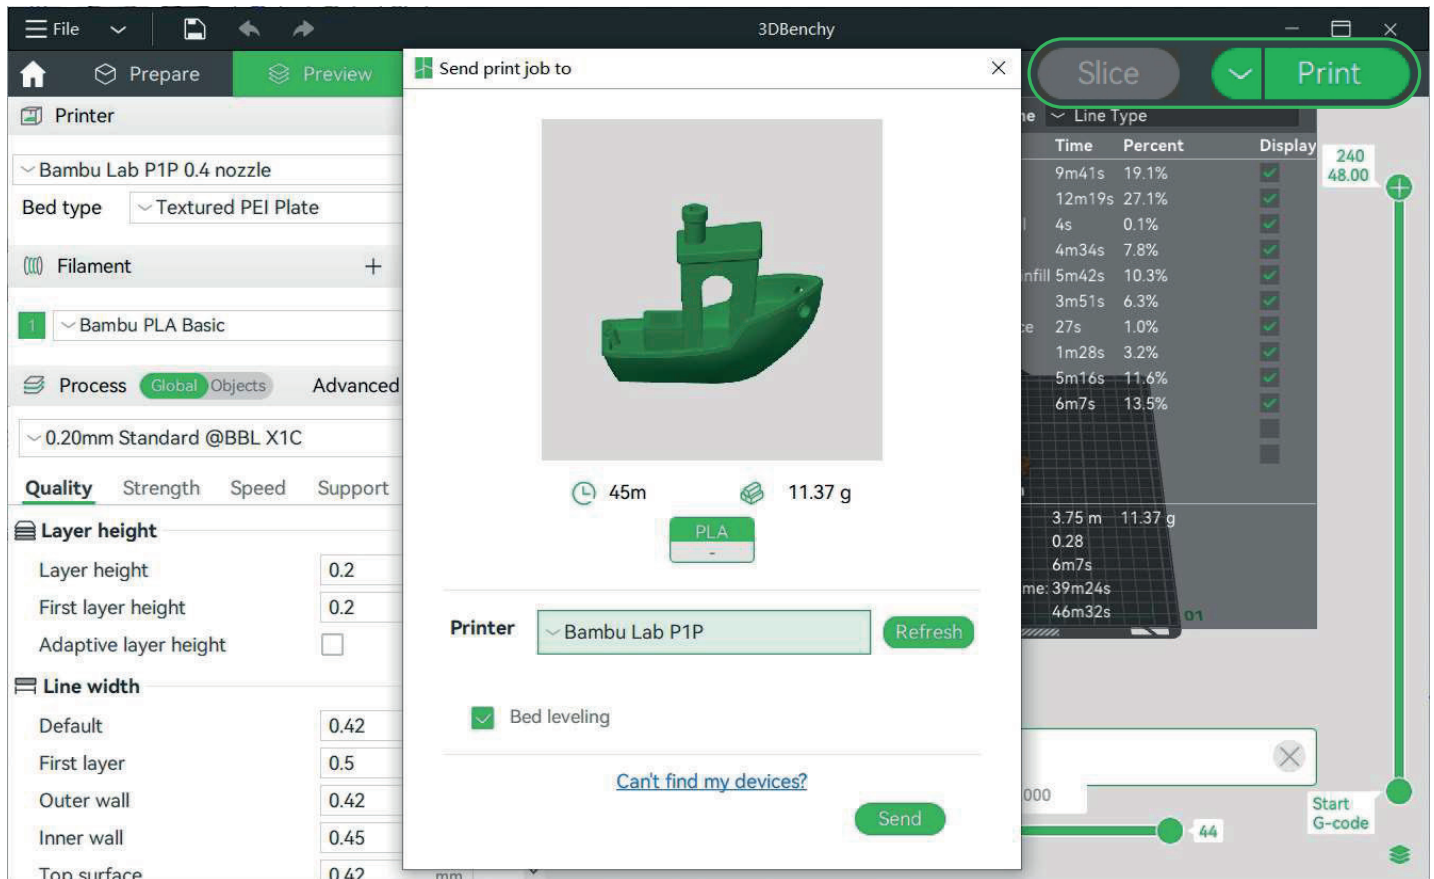 File
3DBenchy
Prepare
Preview
Send print job to
Slice
Print
Printer
Bambu Lab P1P 0.4 nozzle
Bed type
Textured PEI Plate
Filament
1
Bambu PLA Basic
Process
Global
Objects
Advanced
0.20mm Standard @BBL X1C
Quality
Strength
Speed
Support
Layer height
Layer height
0.2
First layer height
0.2
Adaptive layer height
Line width
Default
0.42
First layer
0.5
Outer wall
0.42
Inner wall
0.45
Top surface
0.42
mm
45m
11.37 g
PLA
-
Printer
Bambu Lab P1P
Refresh
Bed leveling
Can't find my devices?
Send
Line Type
Time Percent Display
9m41s 19.1%
12m19s 27.1%
4s 0.1%
4m34s 7.8%
nfill 5m42s 10.3%
3m51s 6.3%
27s 1.0%
1m28s 3.2%
5m16s 11.6%
6m7s 13.5%
3.75 m 11.37 g
0.28
6m7s
me: 39m24s
46m32s
01
240
48.00
000
44
Start
G-code